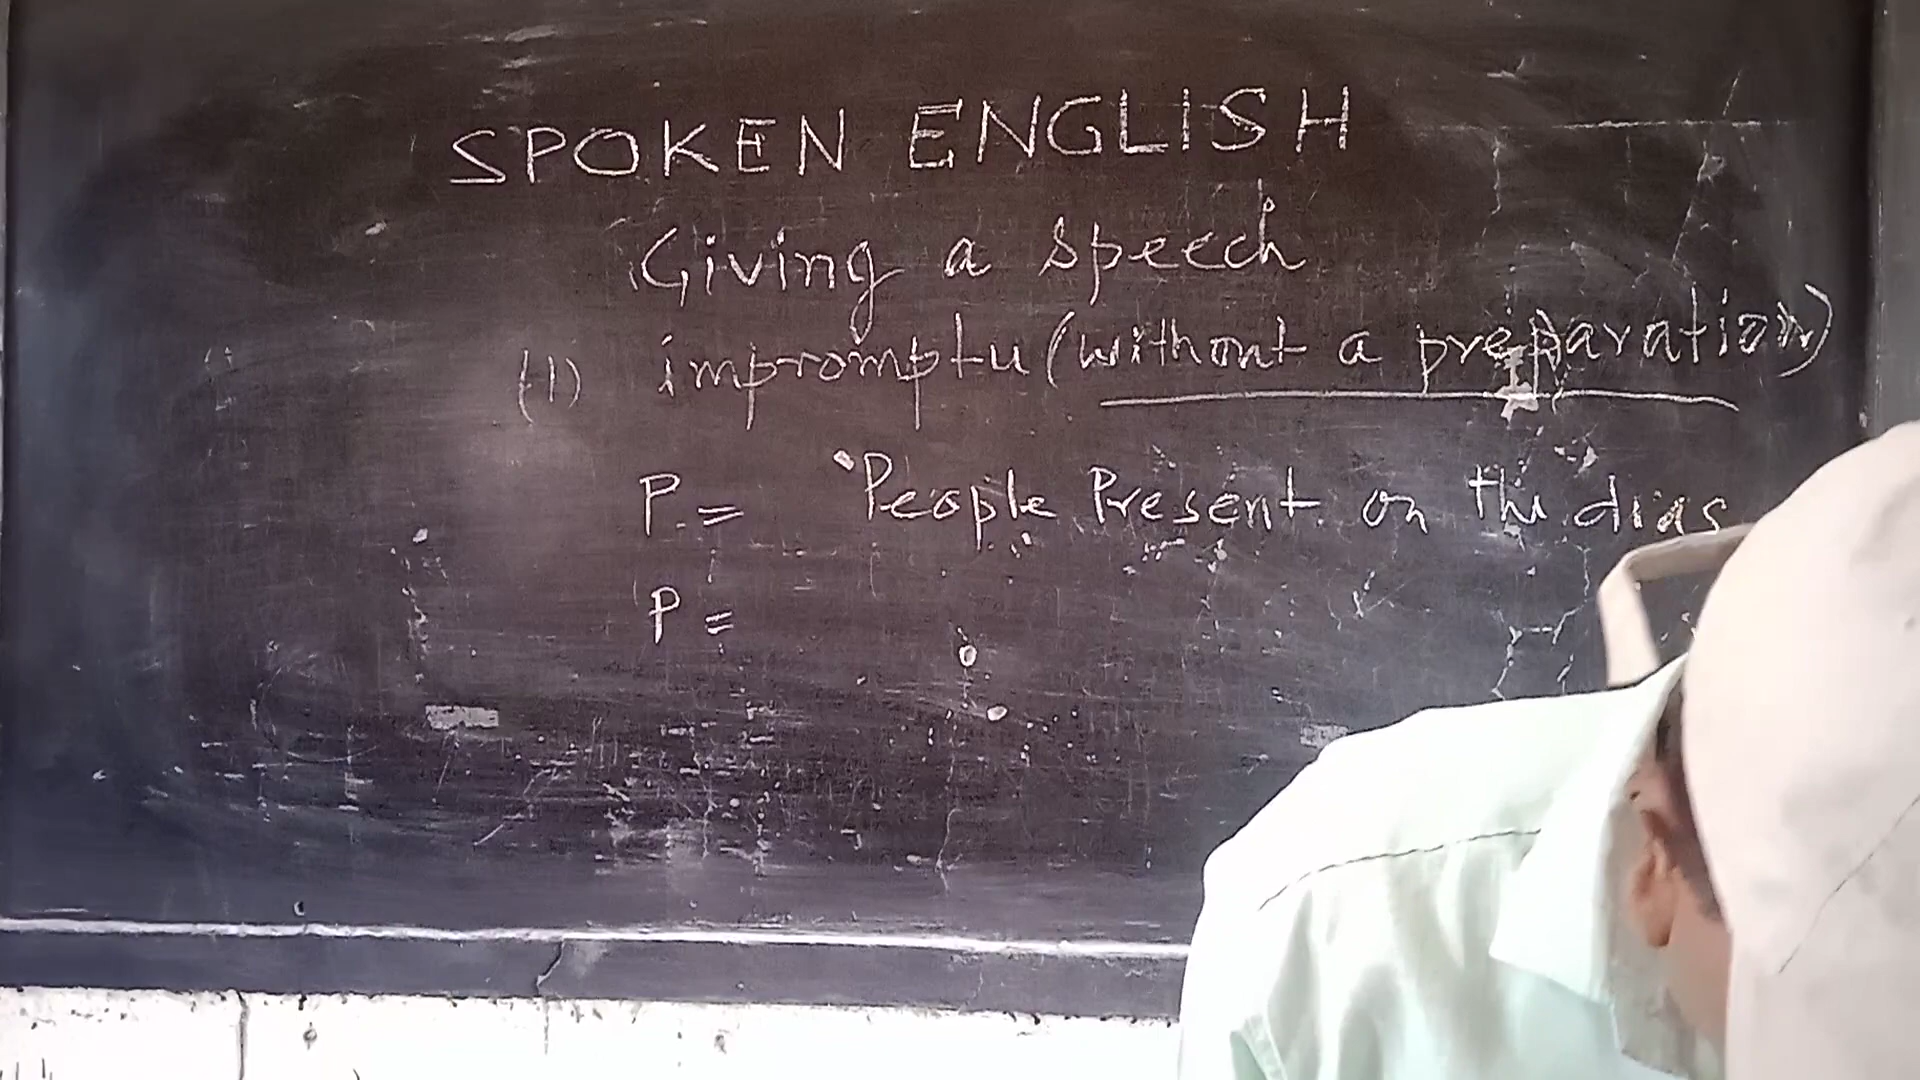 SPOKEN ENGLISH
Giving a speech
(1) impromptu (without a preparation)
P = People Present on the dias
P =